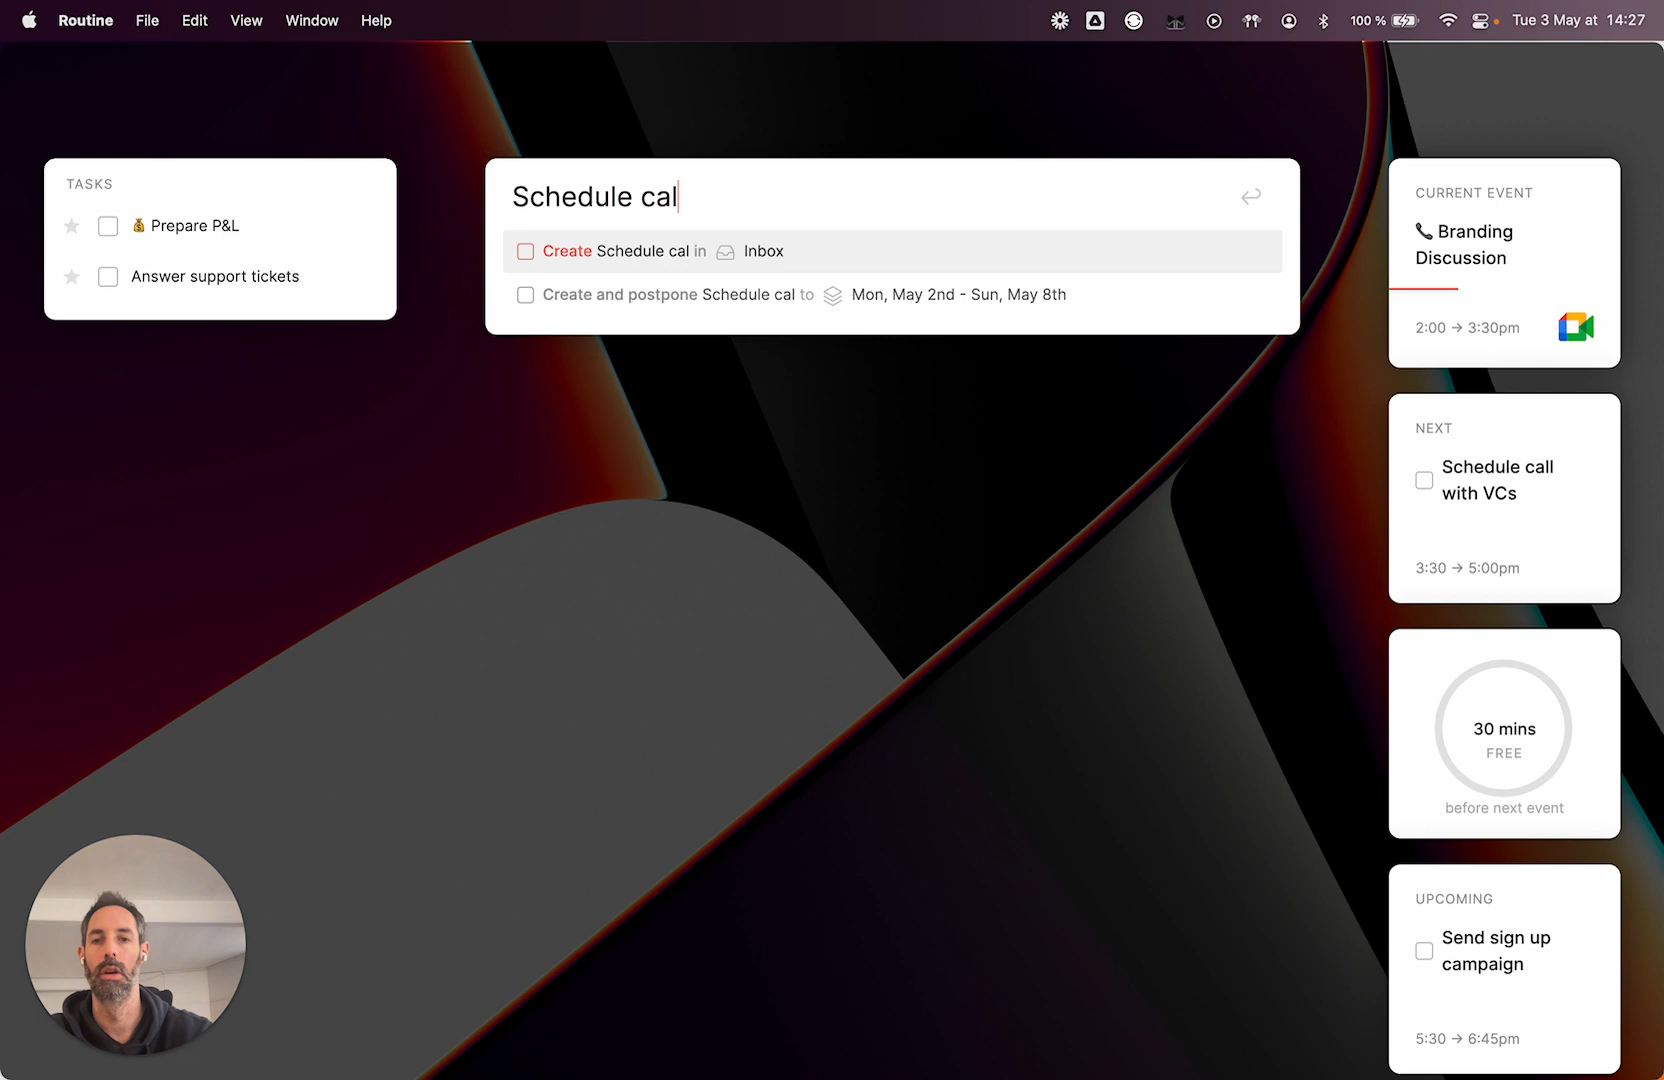 Routine File Edit View Window Help 100 % Tue 3 May at 14:27
TASKS
Prepare P&L
Answer support tickets
Schedule cal
Create Schedule cal in Inbox
Create and postpone Schedule cal to Mon, May 2nd - Sun, May 8th
CURRENT EVENT
Branding
Discussion
2:00 → 3:30pm
NEXT
Schedule call
with VCs
3:30 → 5:00pm
30 mins
FREE
before next event
UPCOMING
Send sign up
campaign
5:30 → 6:45pm